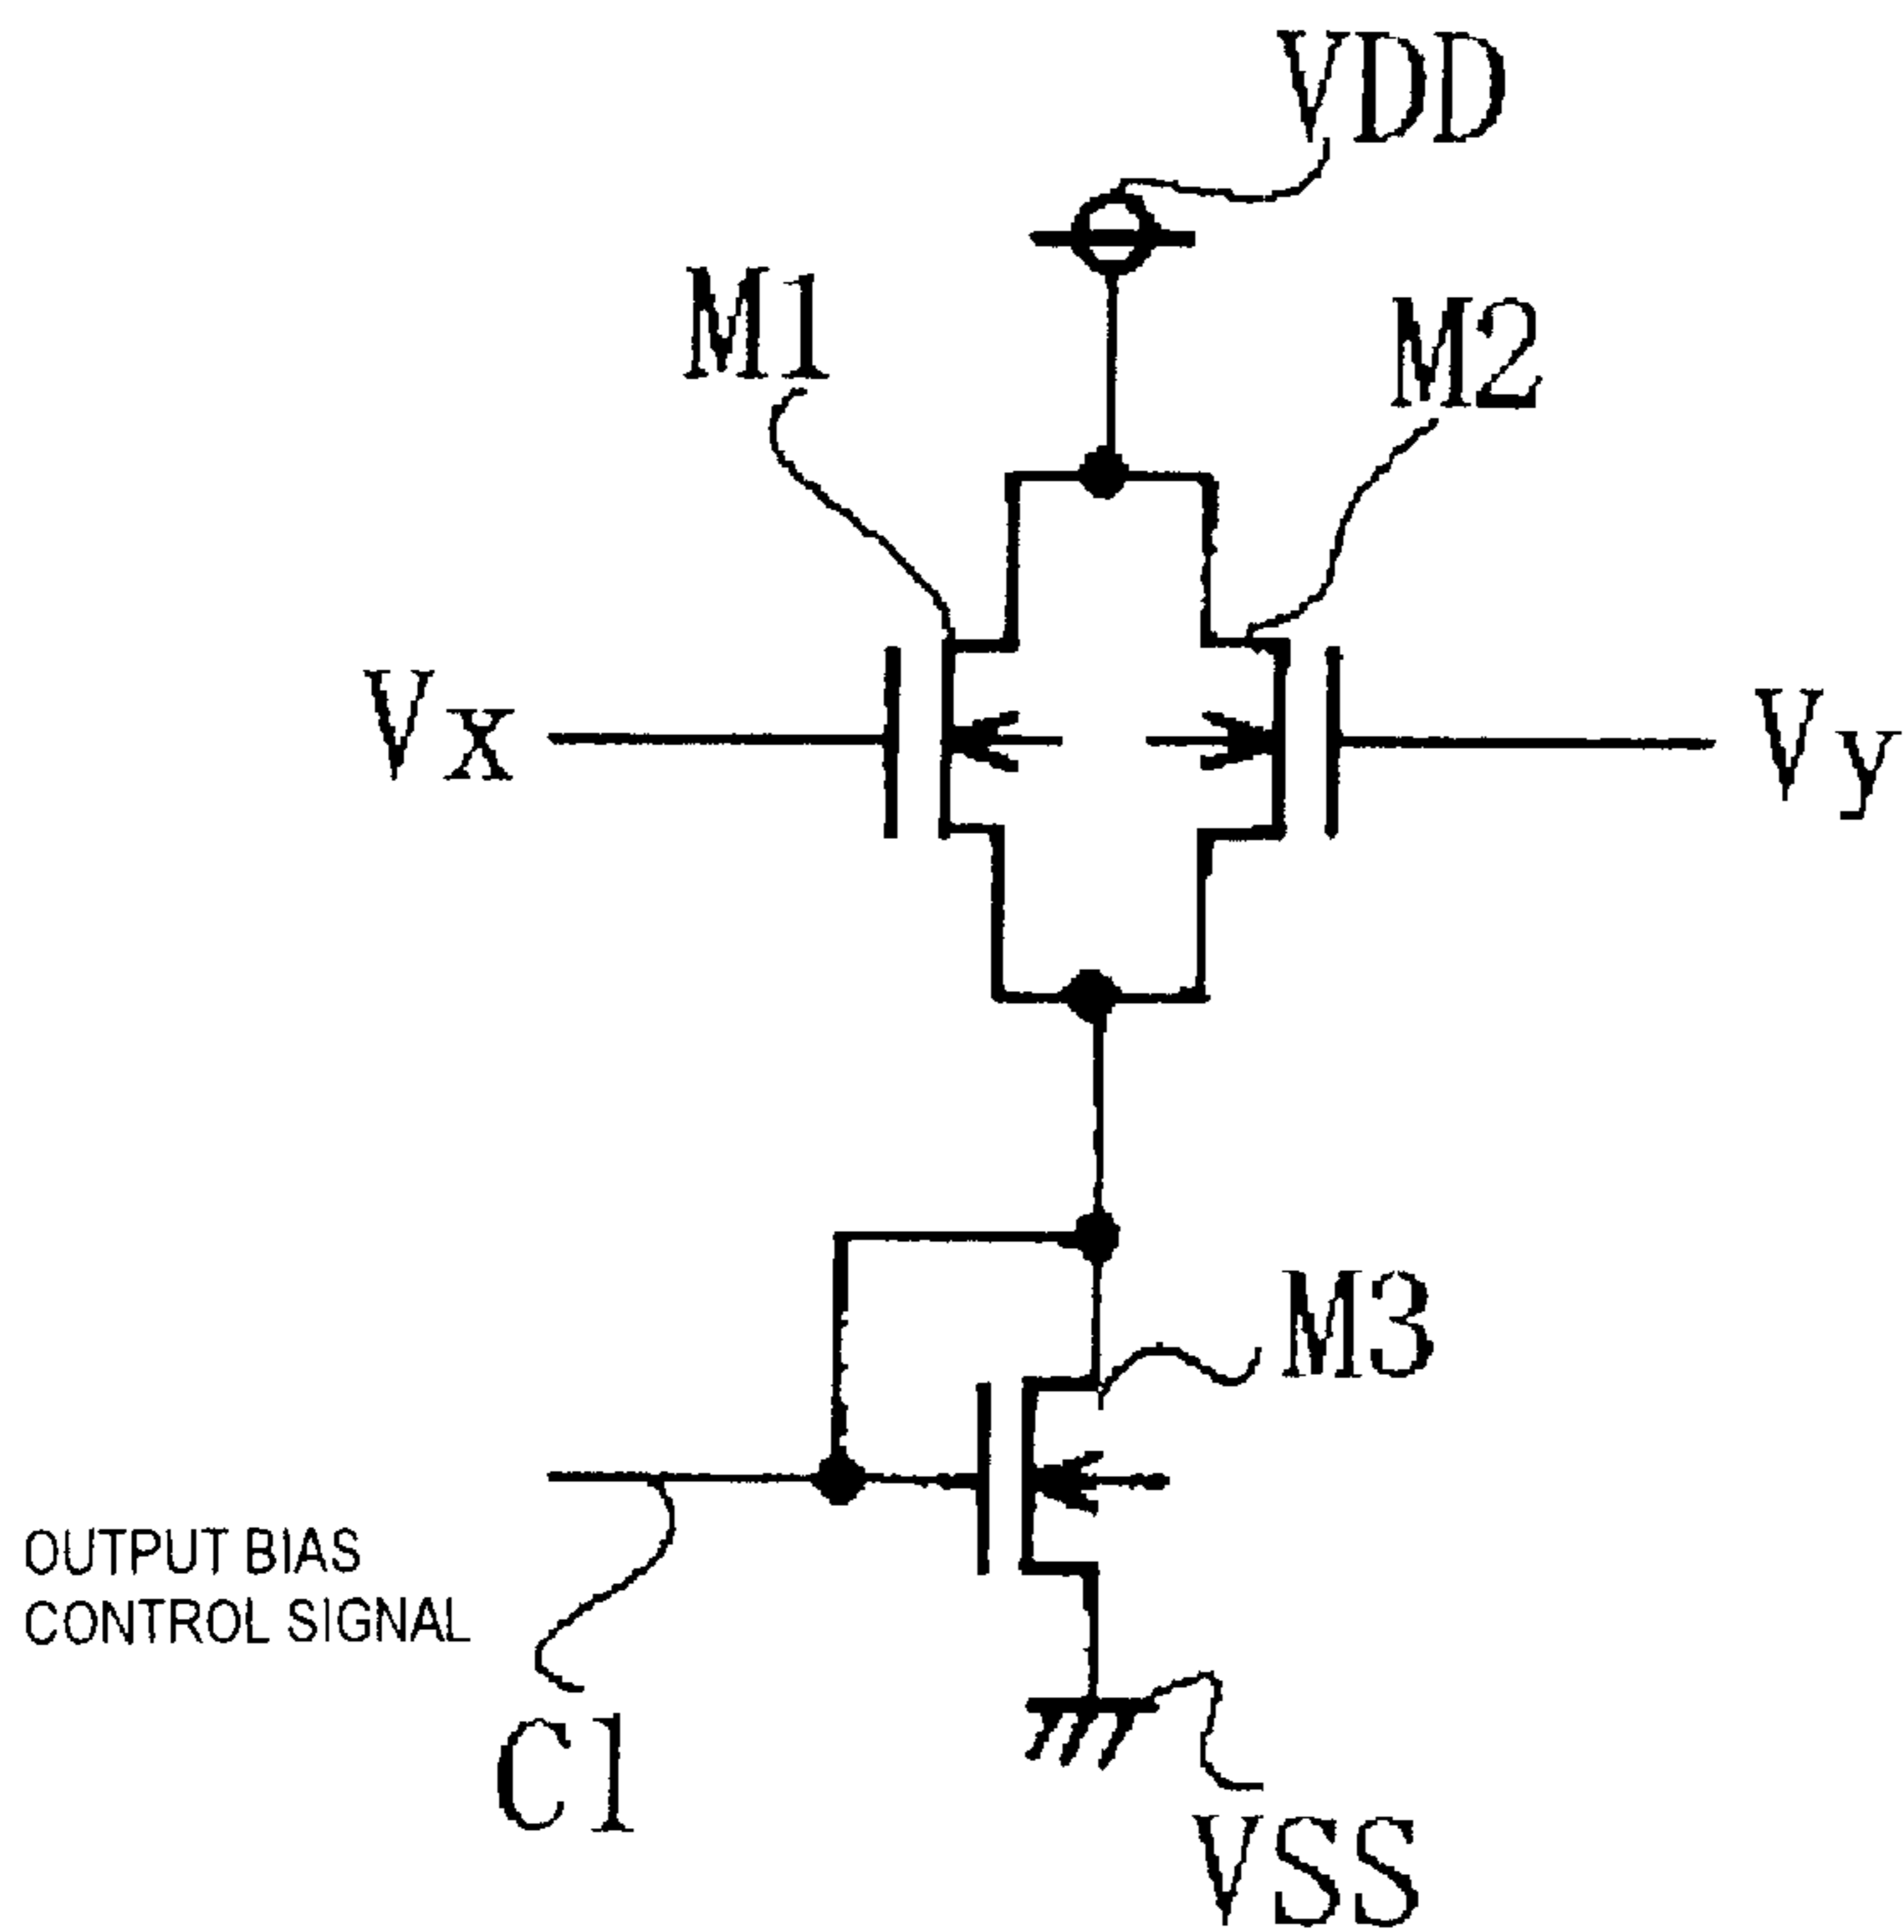 VDD
M1
M2
Vx
Vy
M3
OUTPUT BIAS
CONTROL SIGNAL
C1
VSS